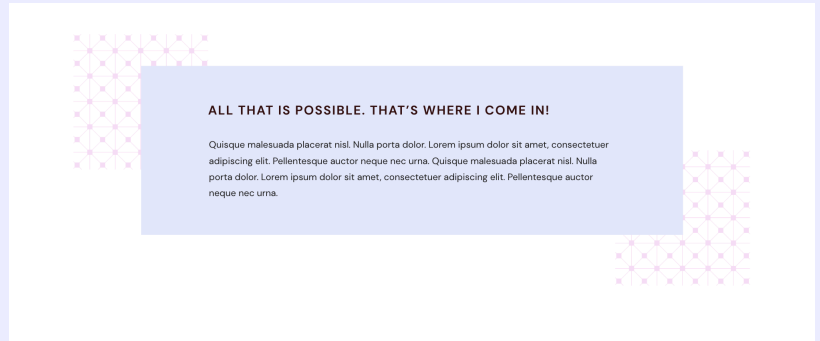 ALL THAT IS POSSIBLE. THAT’S WHERE I COME IN!
Quisque malesuada placerat nisl. Nulla porta dolor. Lorem ipsum dolor sit amet, consectetuer
adipiscing elit. Pellentesque auctor neque nec urna. Quisque malesuada placerat nisl. Nulla
porta dolor. Lorem ipsum dolor sit amet, consectetuer adipiscing elit. Pellentesque auctor
neque nec urna.